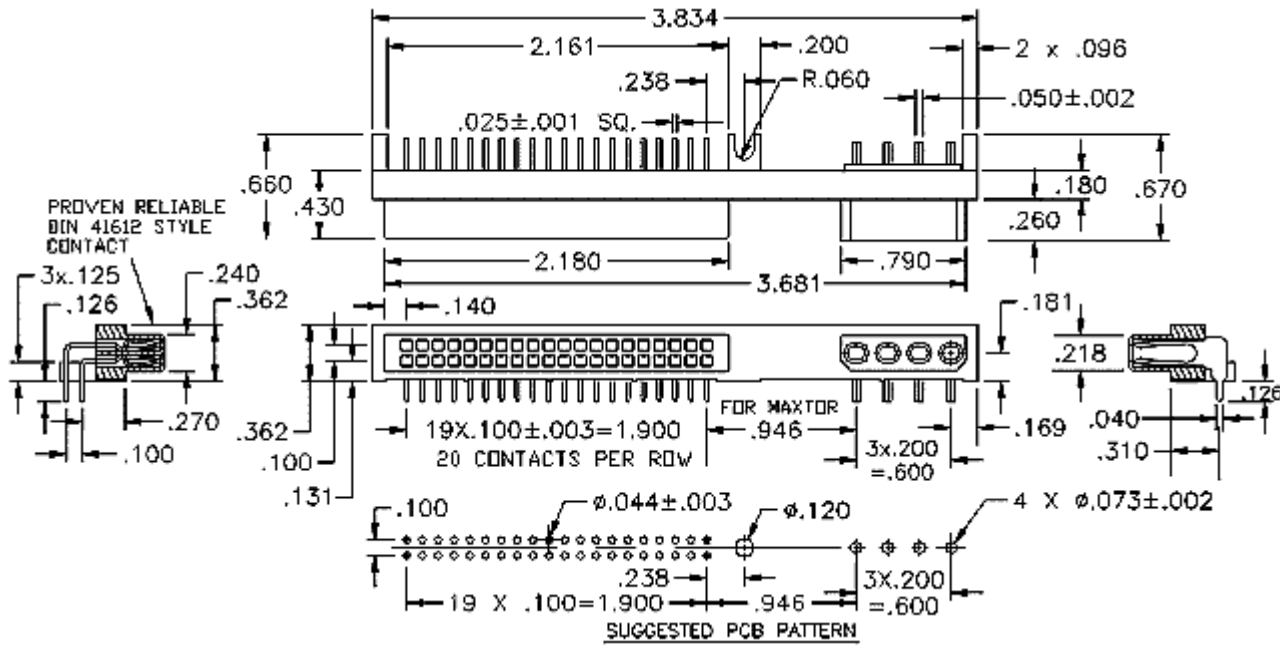 3.834
2.161
.200
2 x .096
.238
R.060
.050±.002
.025±.001 SQ.
.660
.430
.180
.670
.260
PROVEN RELIABLE
DIN 41612 STYLE
CONTACT
2.180
.790
3.681
3x.125
.240
.126
.362
.140
.181
.218
.126
.270
.362
.100
.100
.131
FOR MAXTOR
19X.100±.003=1.900
.946
20 CONTACTS PER ROW
3x.200
=.600
.169
.040
.310
.100
ø.044±.003
ø.120
4 X ø.073±.002
.238
19 X .100=1.900
.946
3X.200
=.600
SUGGESTED PCB PATTERN